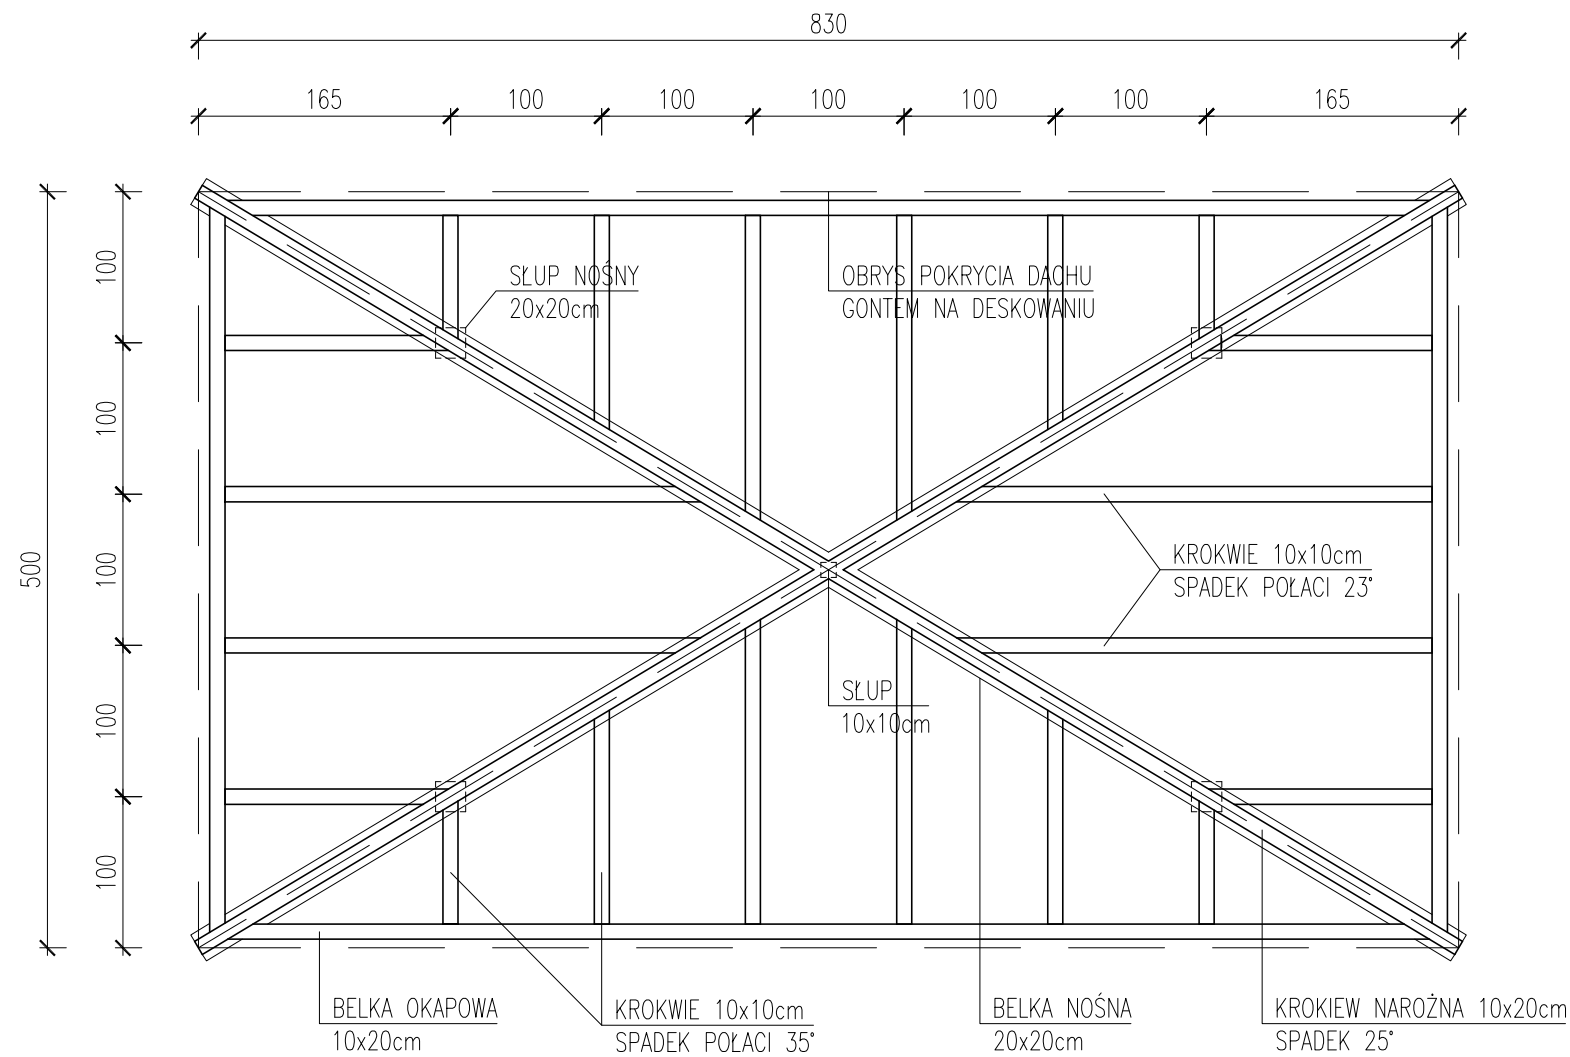 830
165 100 100 100 100 100 165
100
SŁUP NOŚNY
20x20cm
OBRYS POKRYCIA DACHU
GONTEM NA DESKOWANIU
100
500
100
KROKWIE 10x10cm
SPADEK POŁACI 23°
SŁUP
10x10cm
100
100
BELKA OKAPOWA
10x20cm
KROKWIE 10x10cm
SPADEK POŁACI 35°
BELKA NOŚNA
20x20cm
KROKIEW NAROŻNA 10x20cm
SPADEK 25°